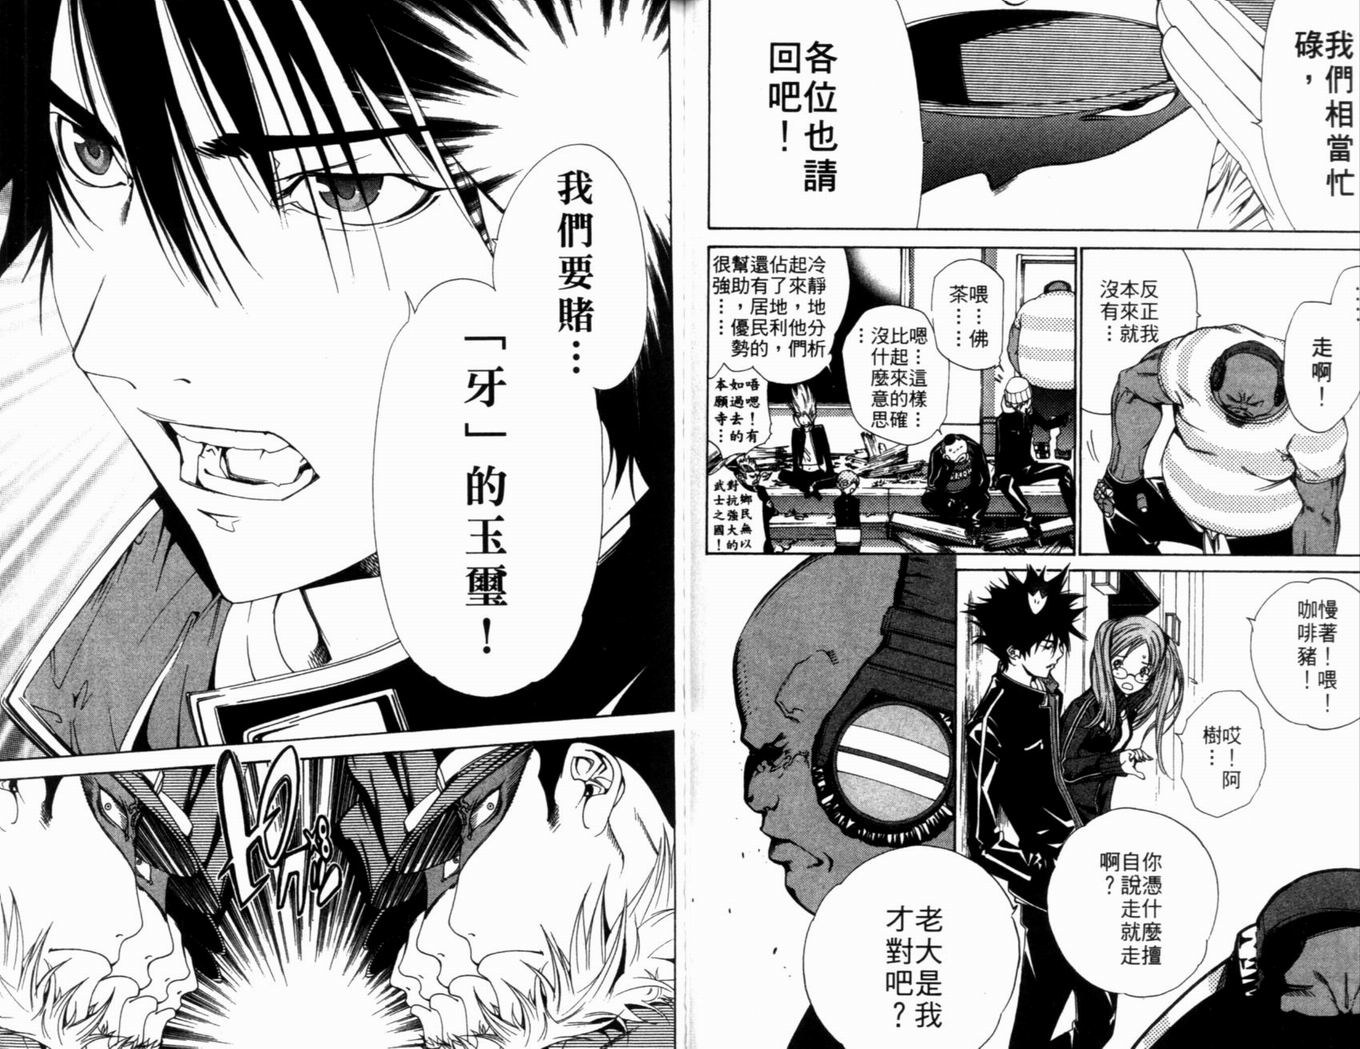 我們相當忙
碌，
各位也請
回吧！
走啊！
反正我
本來就
沒有…
喂…佛
茶……
嗯…這樣
比起來的確
沒什麼意思
…
冷靜地分析
起來，他們
佔了地利，
還有居民的
幫助，優勢
很強……
唔嗯！有
如過去的
本願寺…
鄉民無以
對抗強大的
武士之國！
慢著！喂！
咖啡豬！
哎！阿
樹…
你憑什麼擅
自說走就走
啊？
老大是我
才對吧？
我們要賭…
「牙」的玉璽！